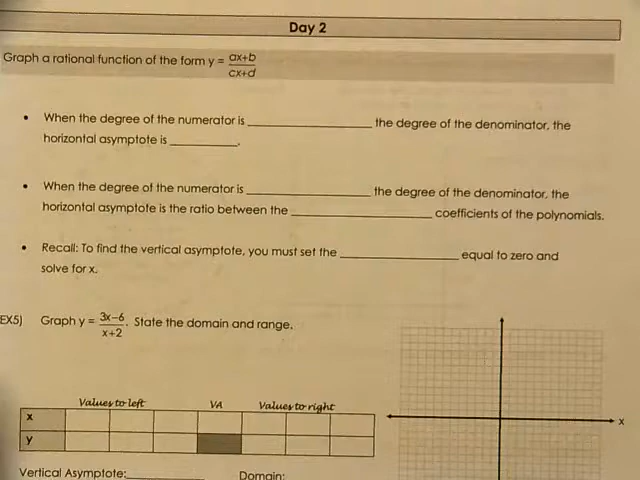 Day 2
Graph a rational function of the form y = ax+b / cx+d
• When the degree of the numerator is ____________ the degree of the denominator, the
horizontal asymptote is ________.
• When the degree of the numerator is ____________ the degree of the denominator, the
horizontal asymptote is the ratio between the ______________ coefficients of the polynomials.
• Recall: To find the vertical asymptote, you must set the ____________ equal to zero and
solve for x.
EX5) Graph y = 3x-6 / x+2. State the domain and range.
Values to left VA Values to right
x
y
x
Vertical Asymptote:________ Domain: